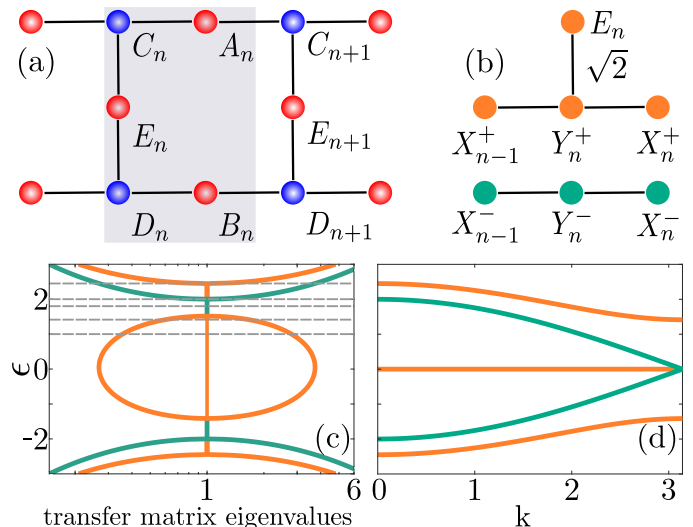 (a)
C_n A_n C_{n+1}
E_n E_{n+1}
D_n B_n D_{n+1}
(b)
E_n
√2
X^+_{n-1} Y^+_n X^+_n
X^-_{n-1} Y^-_n X^-_n
ϵ
2
0
-2
(c)
1 6
transfer matrix eigenvalues
(d)
0 1 2 3
k